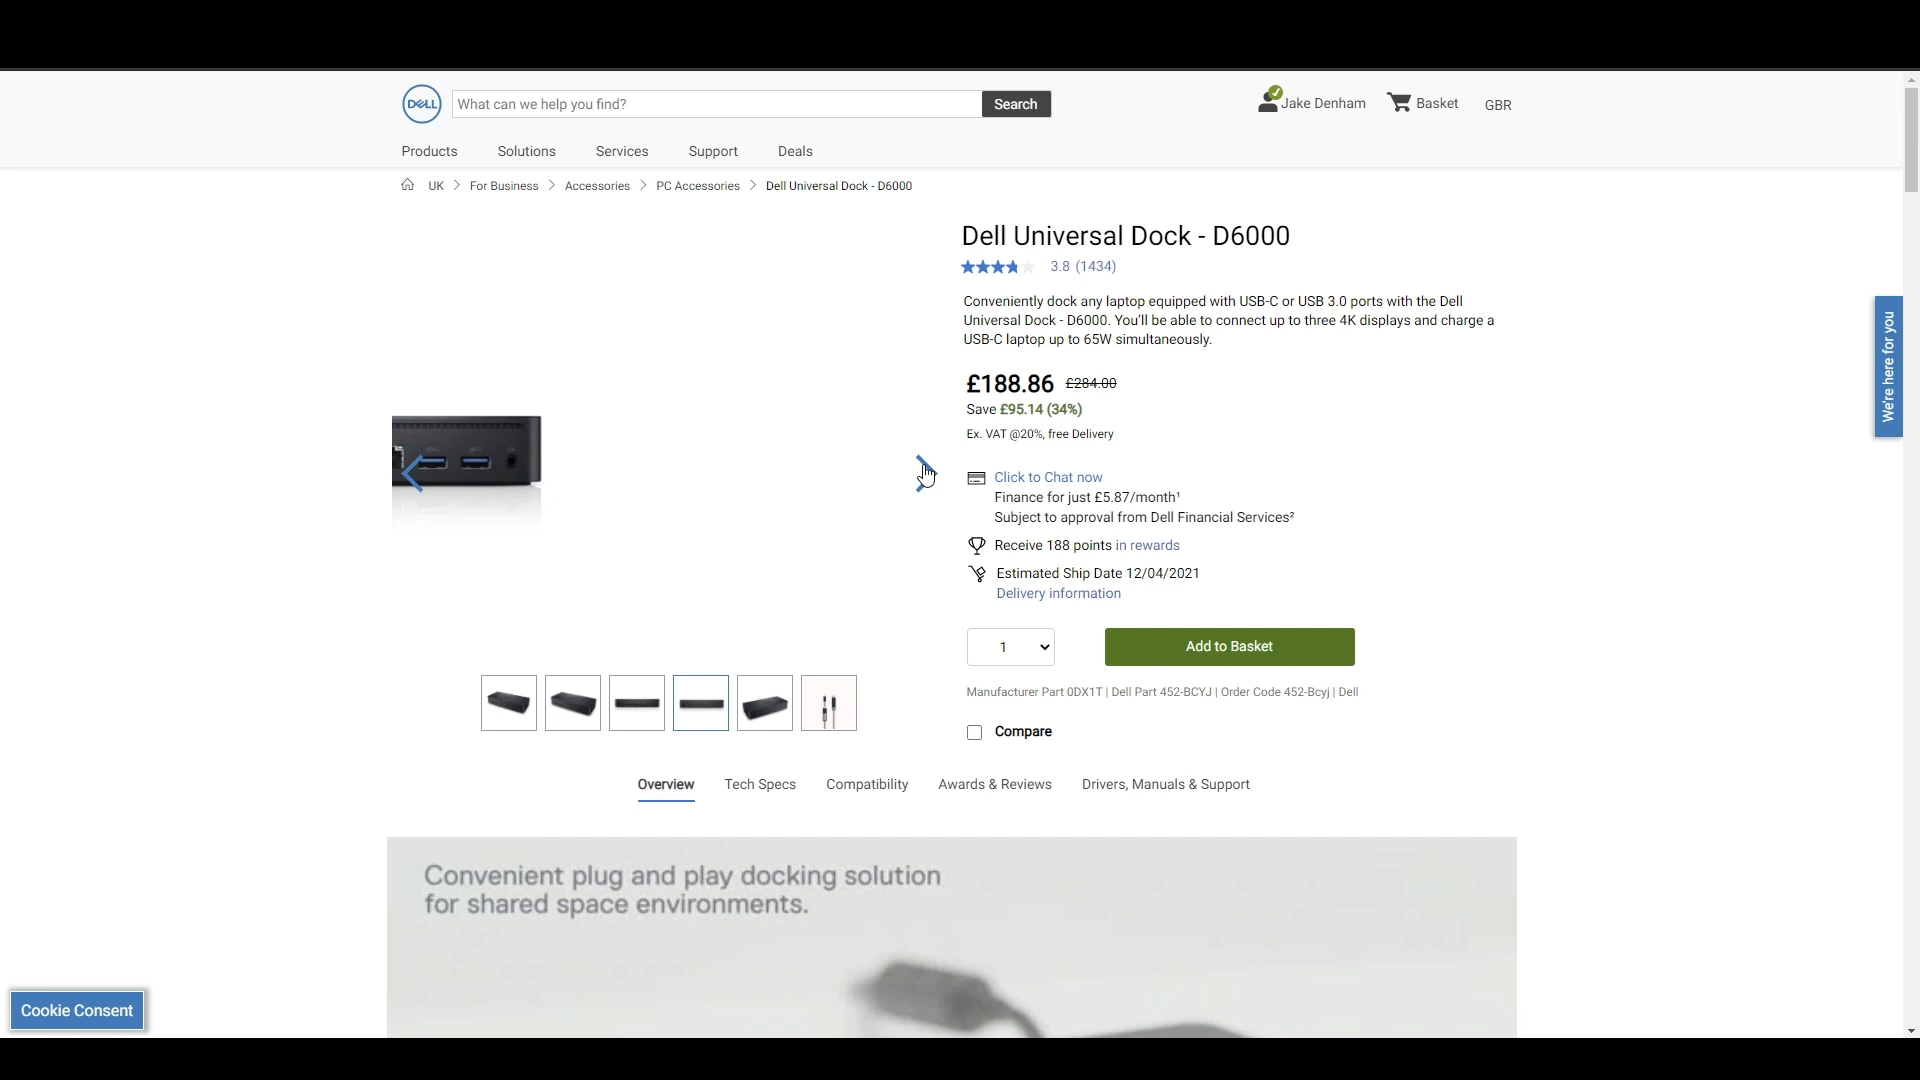 DELL
What can we help you find?
Search
Jake Denham
Basket
GBR
Products
Solutions
Services
Support
Deals
UK
For Business
Accessories
PC Accessories
Dell Universal Dock - D6000
Dell Universal Dock - D6000
3.8 (1434)
Conveniently dock any laptop equipped with USB-C or USB 3.0 ports with the Dell
Universal Dock - D6000. You'll be able to connect up to three 4K displays and charge a
USB-C laptop up to 65W simultaneously.
£188.86 £284.00
Save £95.14 (34%)
Ex. VAT @20%, free Delivery
Click to Chat now
Finance for just £5.87/month¹
Subject to approval from Dell Financial Services²
Receive 188 points in rewards
Estimated Ship Date 12/04/2021
Delivery information
1
Add to Basket
Manufacturer Part 0DX1T | Dell Part 452-BCYJ | Order Code 452-Bcyj | Dell
Compare
We're here for you
Overview
Tech Specs
Compatibility
Awards & Reviews
Drivers, Manuals & Support
Convenient plug and play docking solution
for shared space environments.
Cookie Consent